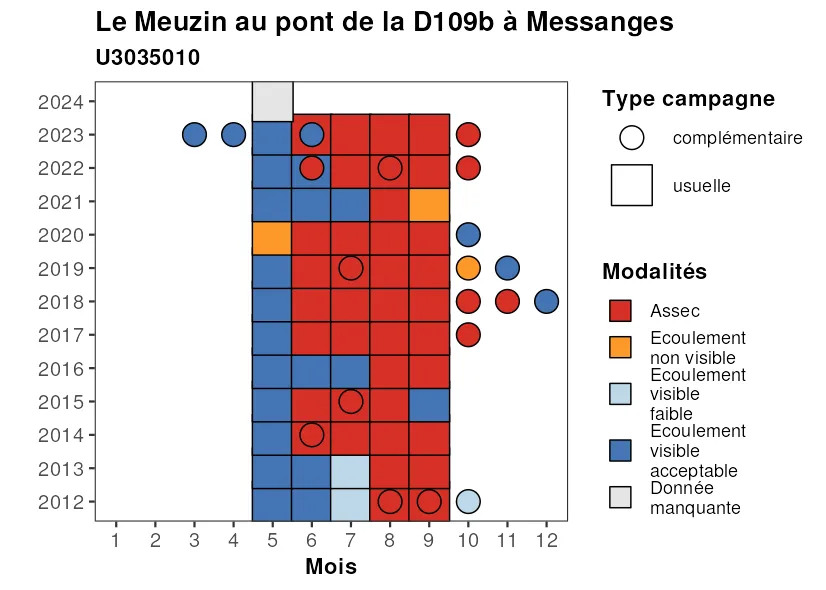 Le Meuzin au pont de la D109b à Messanges
U3035010
2024
2023
2022
2021
2020
2019
2018
2017
2016
2015
2014
2013
2012
1 2 3 4 5 6 7 8 9 10 11 12
Mois
Type campagne
complémentaire
usuelle
Modalités
Assec
Ecoulement
non visible
Ecoulement
visible
faible
Ecoulement
visible
acceptable
Donnée
manquante